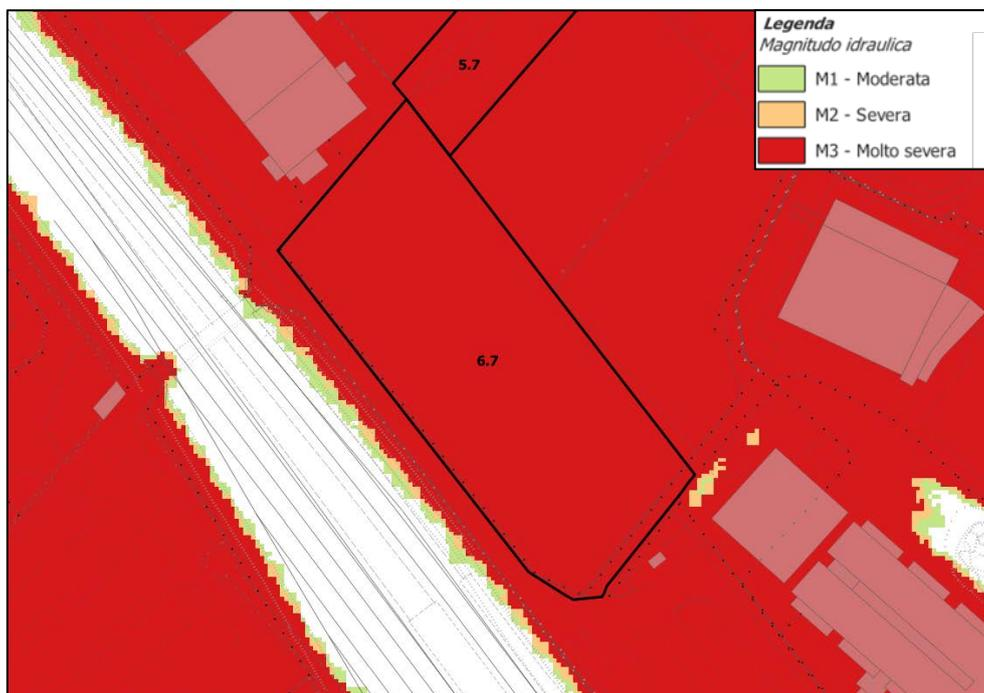 Legenda
Magnitudo idraulica
M1 - Moderata
M2 - Severa
M3 - Molto severa
5.7
6.7